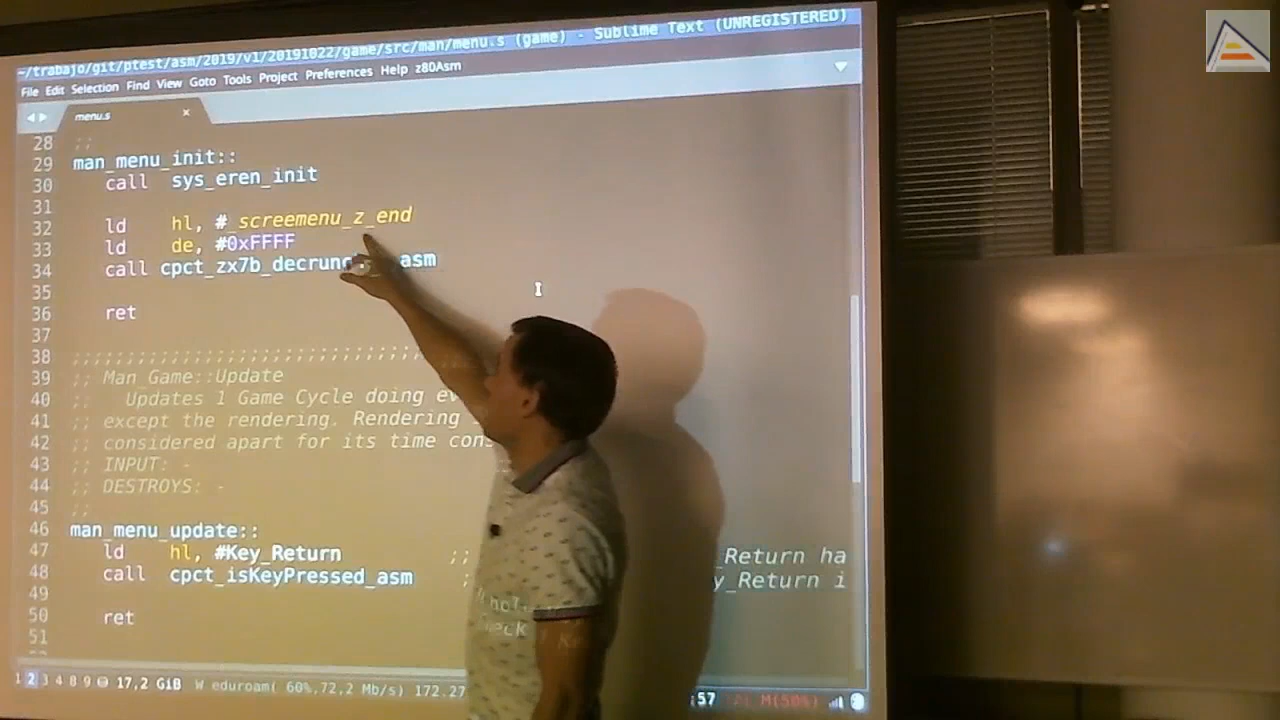 ~/trabajo/git/ptest/asm/2019/v1/20191022/game/src/man/menu.s (game) - Sublime Text (UNREGISTERED)
File Edit Selection Find View Goto Tools Project Preferences Help z80Asm
menu.s
28 ;;
29 man_menu_init::
30 call sys_eren_init
31
32 ld hl, #_screemenu_z_end
33 ld de, #0xFFFF
34 call cpct_zx7b_decrun asm
35
36 ret
37
38 ;;;;;;;;;;;;;;;;;;;;;;;;;;;;;;;;
39 ;; Man_Game::Update
40 ;; Updates 1 Game Cycle doing
41 ;; except the rendering. Rendering
42 ;; considered apart for its time
43 ;; INPUT: -
44 ;; DESTROYS: -
45 ;;
46 man_menu_update::
47 ld hl, #Key_Return ;; _Return ha
48 call cpct_isKeyPressed_asm ; y_Return i
49
50 ret
51
1 2 3 4 8 9 17,2 GiB W eduroam( 60%,72,2 Mb/s) 172.27 :57 M(50%)